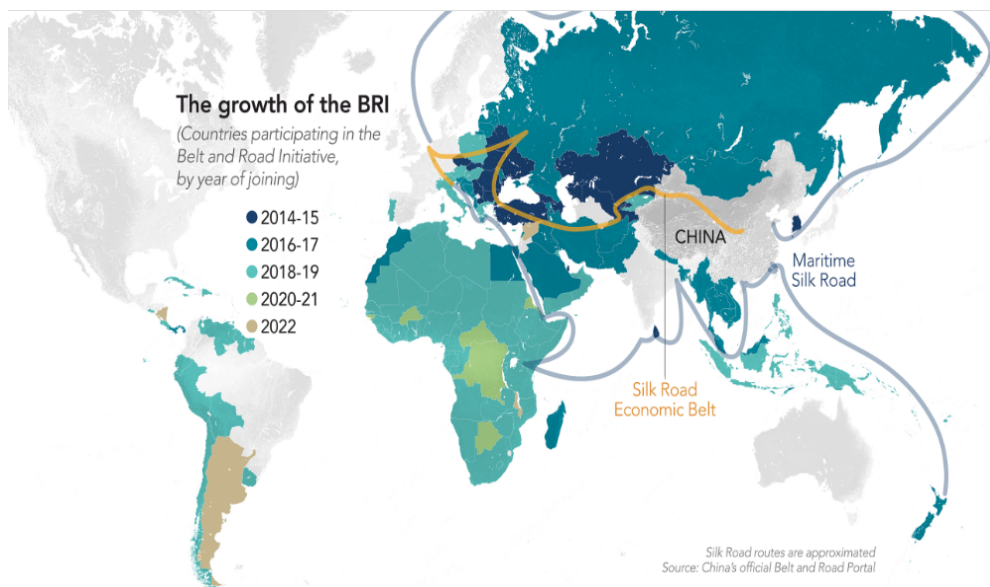 The growth of the BRI
(Countries participating in the
Belt and Road Initiative,
by year of joining)
2014-15
2016-17
2018-19
2020-21
2022
CHINA
Maritime
Silk Road
Silk Road
Economic Belt
Silk Road routes are approximated
Source: China's official Belt and Road Portal